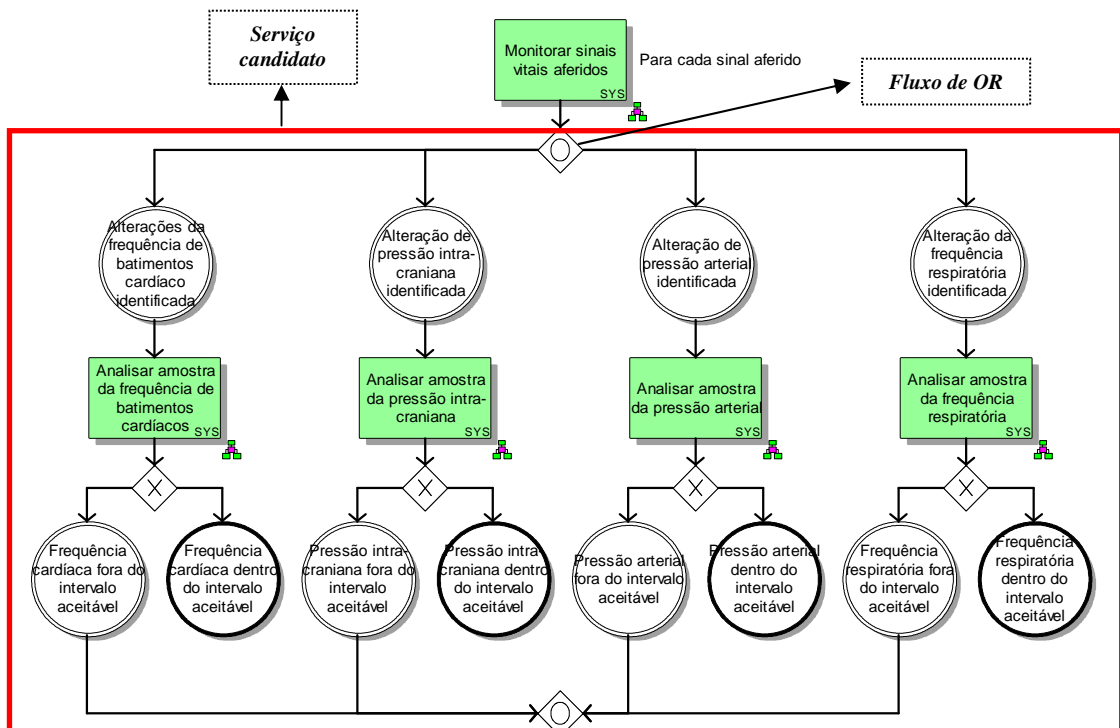 Serviço
candidato
Monitorar sinais
vitais aferidos
SYS
Para cada sinal aferido
Fluxo de OR
Alterações da
frequência de
batimentos
cardíaco
identificada
Alteração de
pressão intra-
craniana
identificada
Alteração de
pressão arterial
identificada
Alteração da
frequência
respiratória
identificada
Analisar amostra
da frequência de
batimentos
cardíacos
SYS
Analisar amostra
da pressão intra-
craniana
SYS
Analisar amostra
da pressão arterial
SYS
Analisar amostra
da frequência
respiratória
SYS
X
X
X
X
Frequência
cardíaca fora do
intervalo
aceitável
Frequência
cardíaca dentro
do intervalo
aceitável
Pressão intra-
craniana fora do
intervalo
aceitável
Pressão intra-
craniana dentro
do intervalo
aceitável
Pressão arterial
fora do intervalo
aceitável
Pressão arterial
dentro do
intervalo
aceitável
Frequência
respiratória fora
do intervalo
aceitável
Frequência
respiratória
dentro do
intervalo
aceitável